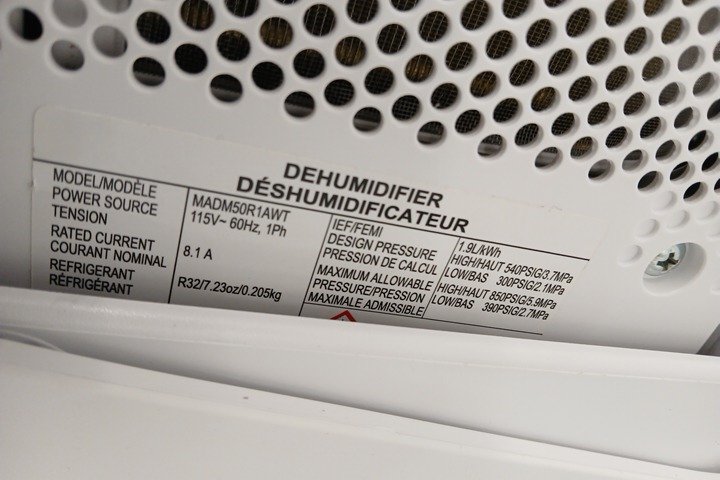 DEHUMIDIFIER
DÉSHUMIDIFICATEUR
MODEL/MODÈLE MADM50R1AWT
POWER SOURCE 115V~ 60Hz, 1Ph
TENSION
RATED CURRENT 8.1 A
COURANT NOMINAL
REFRIGERANT R32/7.23oz/0.205kg
RÉFRIGÉRANT
IEF/FEMI 1.9L/kWh
DESIGN PRESSURE HIGH/HAUT 540PSIG/3.7MPa
PRESSION DE CALCUL LOW/BAS 300PSIG/2.1MPa
MAXIMUM ALLOWABLE HIGH/HAUT 850PSIG/5.9MPa
PRESSURE/PRESSION LOW/BAS 390PSIG/2.7MPa
MAXIMALE ADMISSIBLE